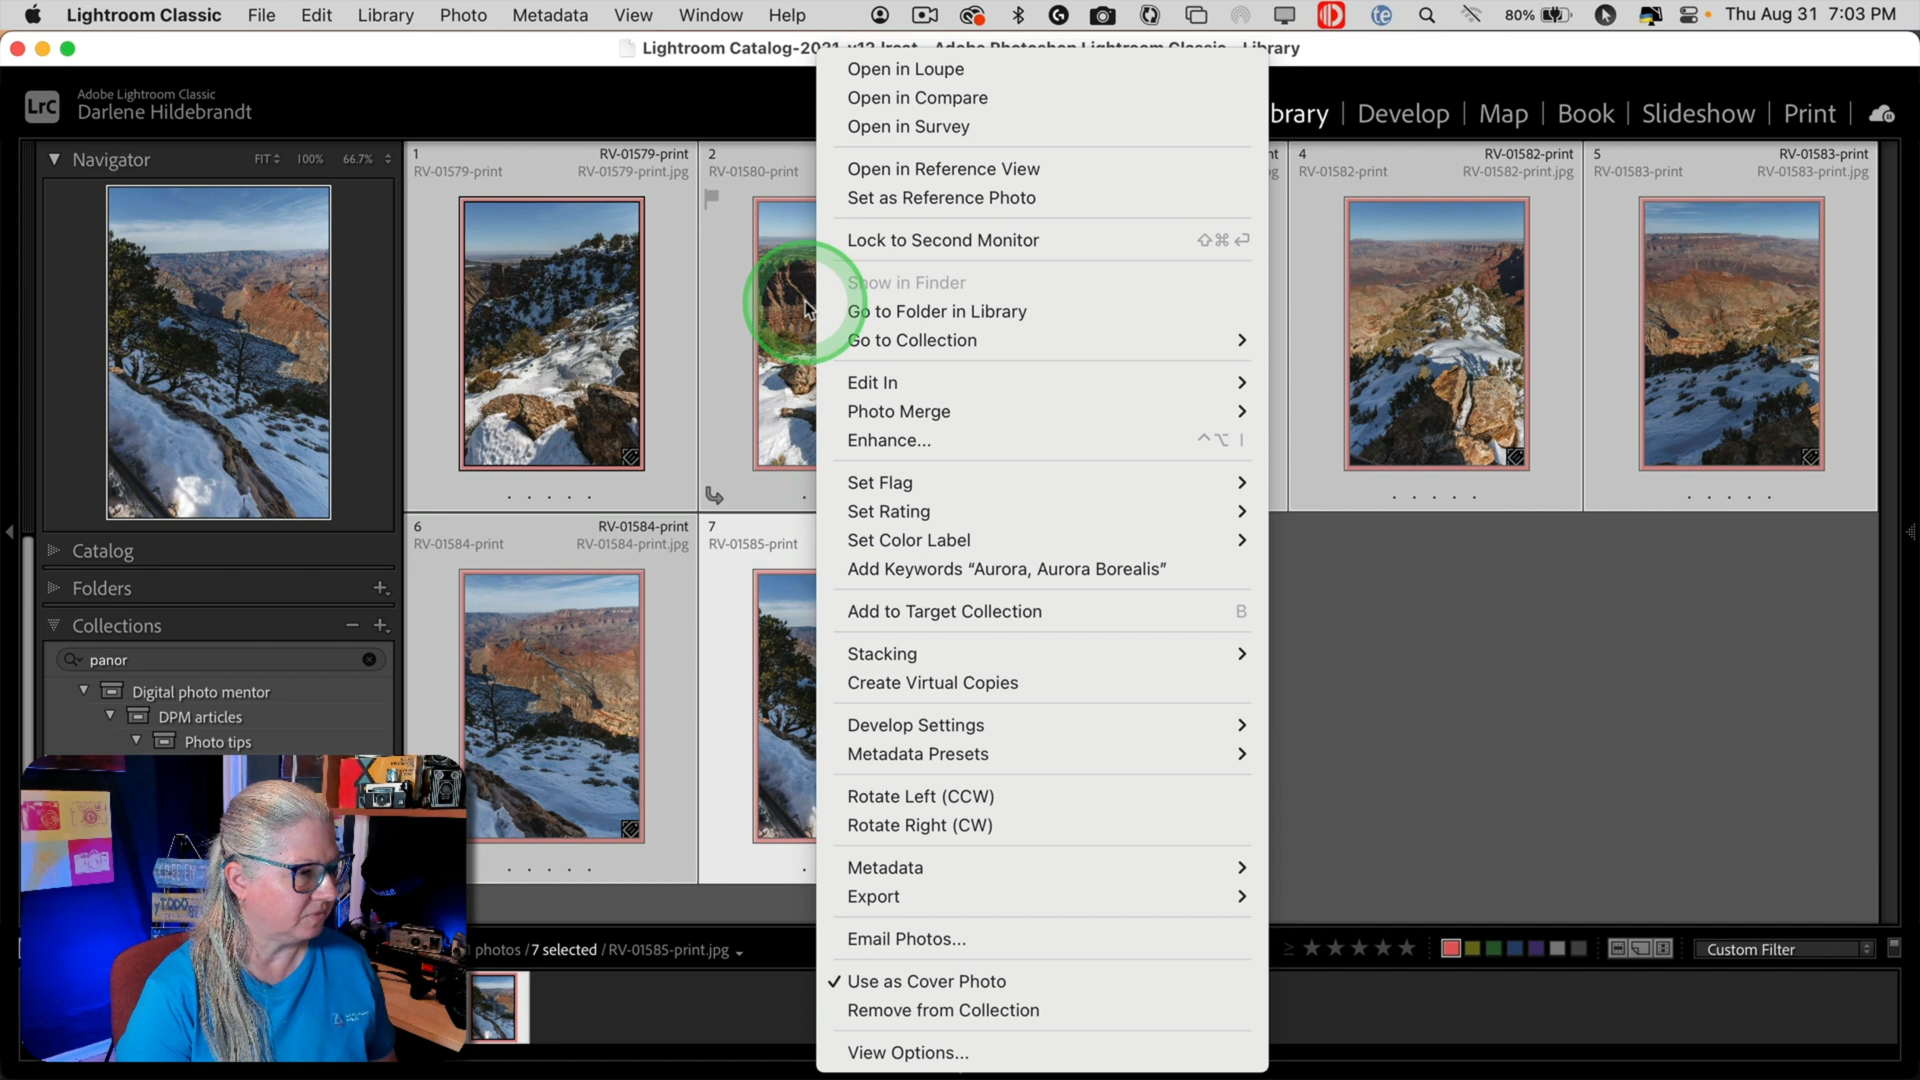 Lightroom Classic File Edit Library Photo Metadata View Window Help 80% Thu Aug 31 7:03 PM
Lightroom Catalog-2021 Library
LrC Adobe Lightroom Classic
Darlene Hildebrandt
brary | Develop | Map | Book | Slideshow | Print |
Navigator FIT 100% 66.7%
1 RV-01579-print
RV-01579-print RV-01579-print.jpg
2
RV-01580-print
4 RV-01582-print
RV-01582-print RV-01582-print.jpg
5 RV-01583-print
RV-01583-print RV-01583-print.jpg
6 RV-01584-print
RV-01584-print RV-01584-print.jpg
7
RV-01585-print
Catalog
Folders
Collections
panor
Digital photo mentor
DPM articles
Photo tips
Open in Loupe
Open in Compare
Open in Survey
Open in Reference View
Set as Reference Photo
Lock to Second Monitor ⇧⌘↩
Show in Finder
Go to Folder in Library
Go to Collection
Edit In
Photo Merge
Enhance... ^⌥ I
Set Flag
Set Rating
Set Color Label
Add Keywords “Aurora, Aurora Borealis”
Add to Target Collection B
Stacking
Create Virtual Copies
Develop Settings
Metadata Presets
Rotate Left (CCW)
Rotate Right (CW)
Metadata
Export
Email Photos...
✓ Use as Cover Photo
Remove from Collection
View Options...
photos / 7 selected / RV-01585-print.jpg
Custom Filter